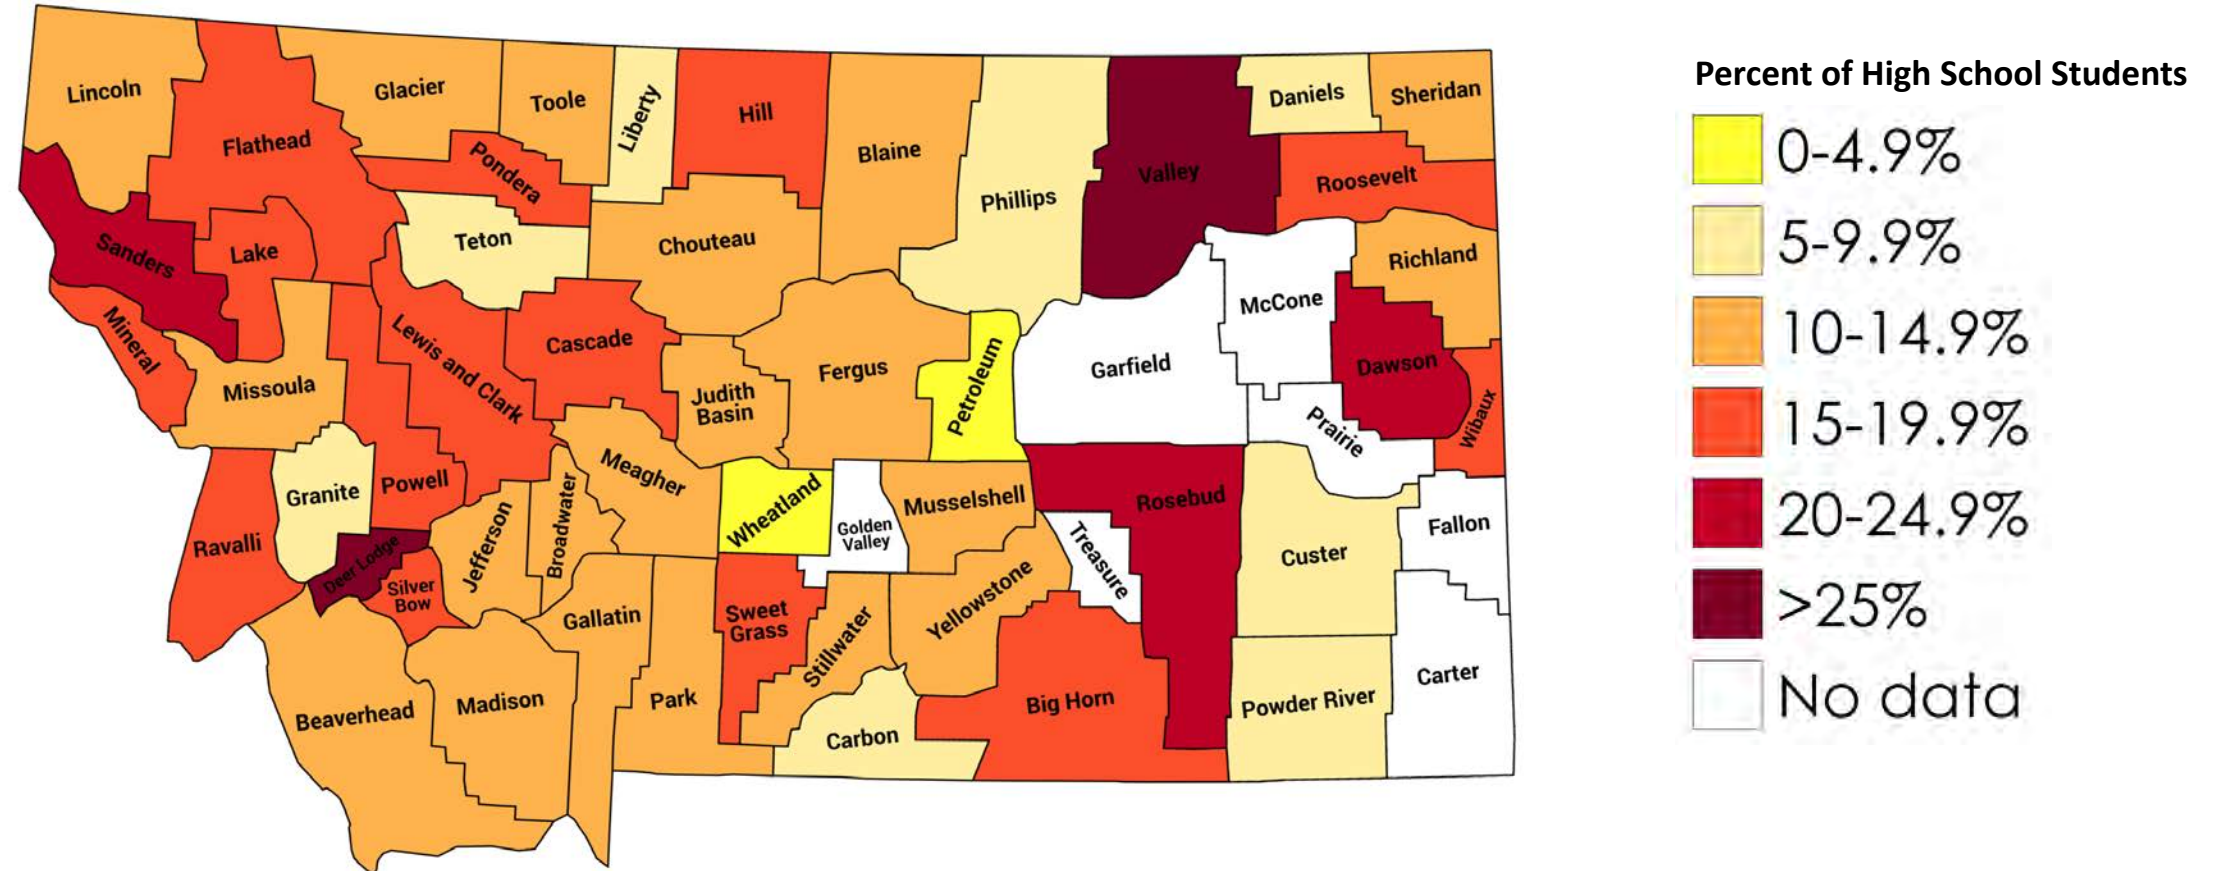 Percent of High School Students
0-4.9%
5-9.9%
10-14.9%
15-19.9%
20-24.9%
>25%
No data
Lincoln
Flathead
Glacier
Toole
Liberty
Hill
Blaine
Phillips
Valley
Daniels
Sheridan
Roosevelt
Pondera
Teton
Chouteau
Richland
Sanders
Lake
McCone
Mineral
Missoula
Lewis and Clark
Cascade
Judith
Basin
Fergus
Petroleum
Garfield
Dawson
Wibaux
Prairie
Granite
Powell
Meagher
Wheatland
Golden
Valley
Musselshell
Rosebud
Treasure
Custer
Fallon
Ravalli
Deer Lodge
Silver
Bow
Jefferson
Broadwater
Gallatin
Park
Sweet
Grass
Stillwater
Yellowstone
Big Horn
Carbon
Powder River
Carter
Beaverhead
Madison